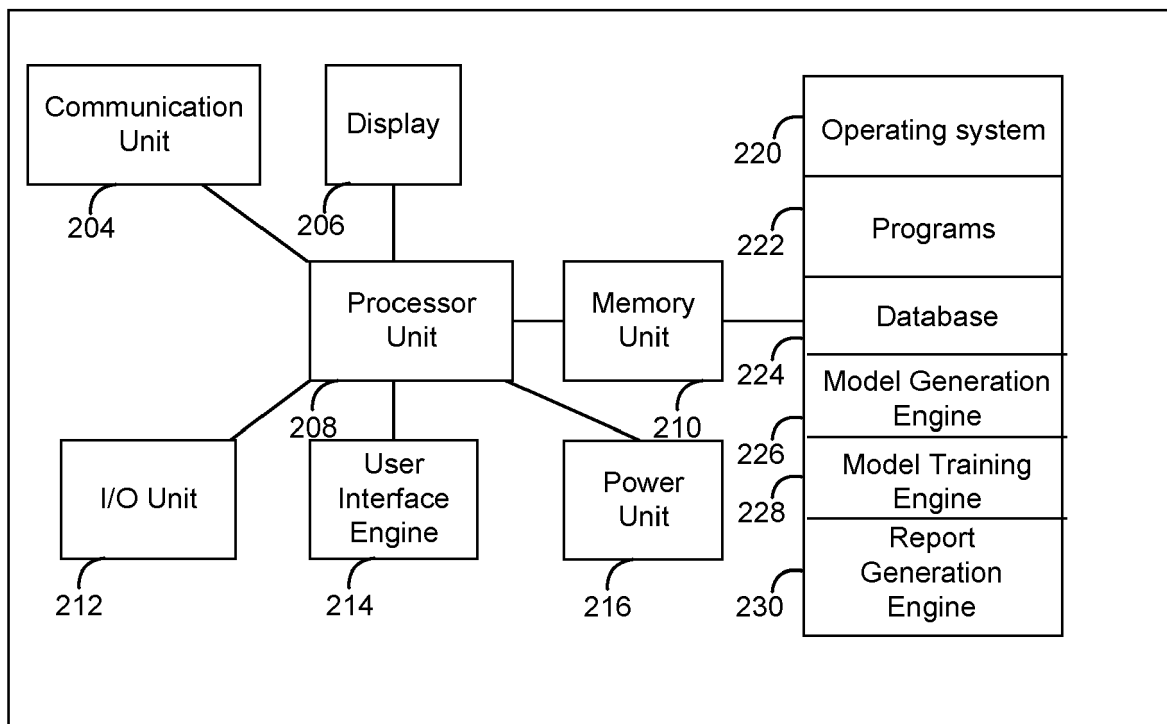 Communication
Unit
204
Display
206
Operating system
220
Programs
222
Processor
Unit
208
Memory
Unit
210
Database
224
Model Generation
Engine
226
Model Training
Engine
228
Report
Generation
Engine
230
I/O Unit
212
User
Interface
Engine
214
Power
Unit
216